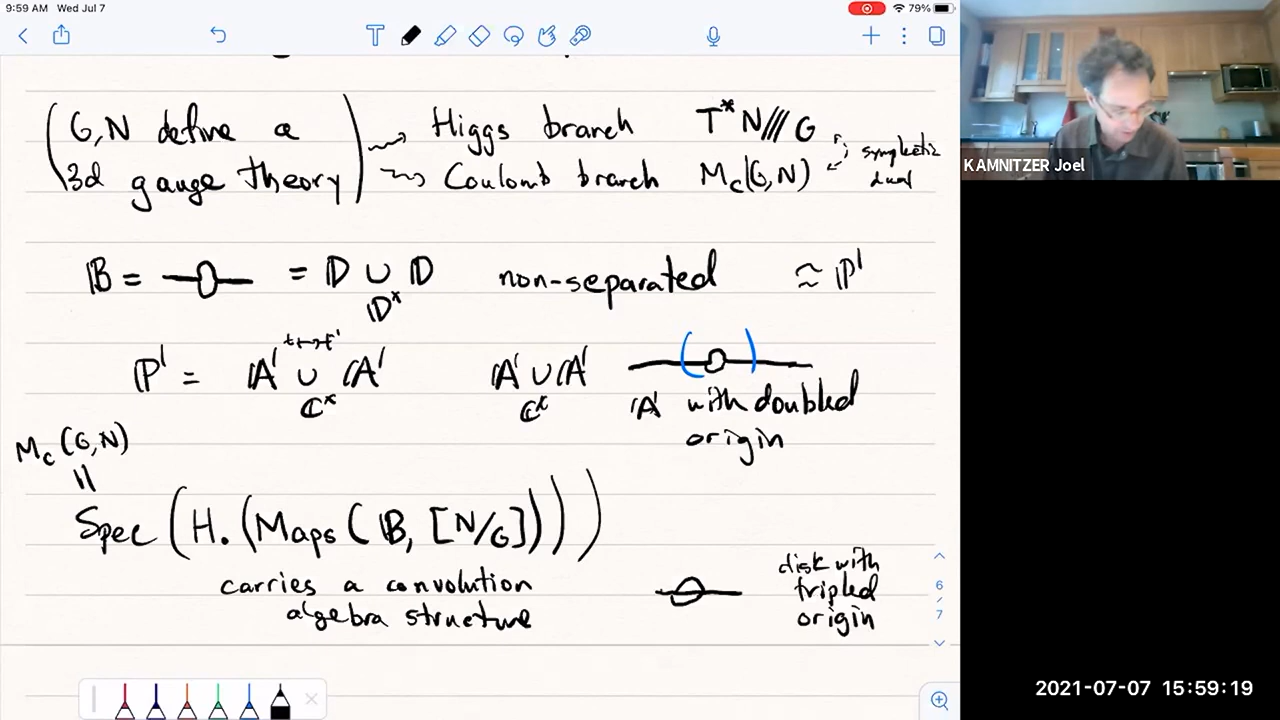 9:59 AM Wed Jul 7
79%
G, N define a 3d gauge theory
Higgs branch T*N///G
Coulomb branch M_C(G,N)
symplectic dual
𝔹 = = 𝔻 ∪ 𝔻 non-separated ≈ ℙ¹
𝔻^×
t↦t⁻¹
ℙ¹ = 𝔸¹ ∪ 𝔸¹ 𝔸¹ ∪ 𝔸¹
ℂ^× ℂ^×
𝔸¹ with doubled origin
M_C(G,N)
=
Spec(H.(Maps(𝔹, [N/G])))
carries a convolution
algebra structure
disk with
tripled
origin
6
/
7
KAMNITZER Joel
2021-07-07 15:59:19